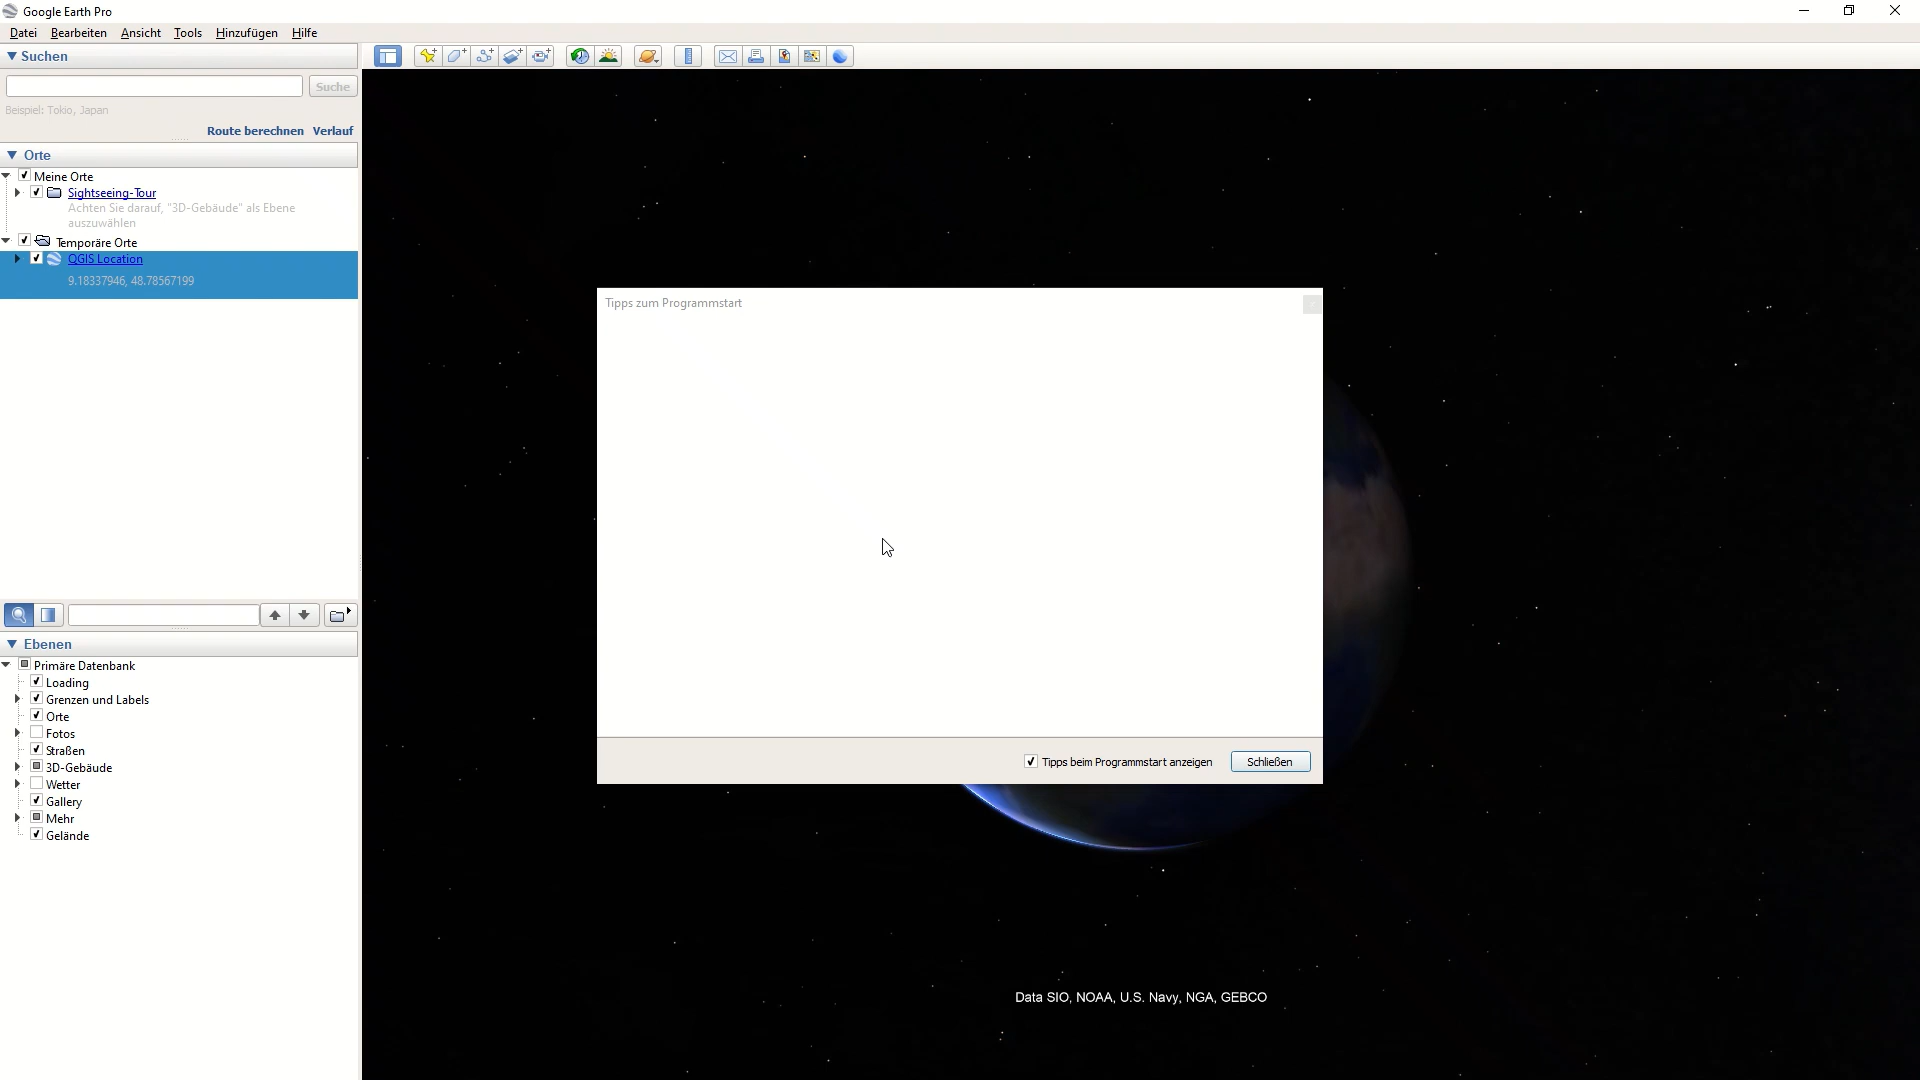 Google Earth Pro
Datei Bearbeiten Ansicht Tools Hinzufügen Hilfe
Suchen
Suche
Beispiel: Tokio, Japan
Route berechnen Verlauf
Orte
Meine Orte
Sightseeing-Tour
Achten Sie darauf, "3D-Gebäude" als Ebene
auszuwählen
Temporäre Orte
QGIS Location
9.18337946, 48.78567199
Tipps zum Programmstart
Tipps beim Programmstart anzeigen Schließen
Ebenen
Primäre Datenbank
Loading
Grenzen und Labels
Orte
Fotos
Straßen
3D-Gebäude
Wetter
Gallery
Mehr
Gelände
Data SIO, NOAA, U.S. Navy, NGA, GEBCO